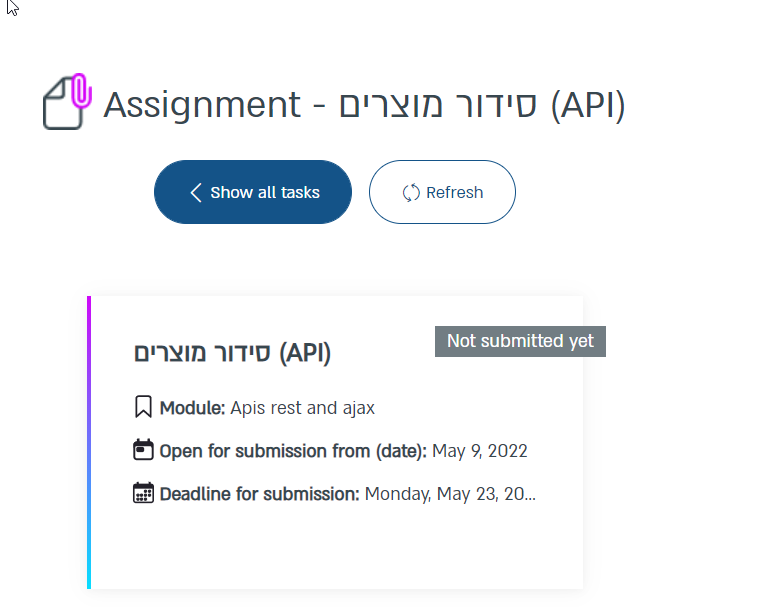 Assignment - סידור מוצרים (API)
Show all tasks
Refresh
Not submitted yet
סידור מוצרים (API)
Module: Apis rest and ajax
Open for submission from (date): May 9, 2022
Deadline for submission: Monday, May 23, 20...